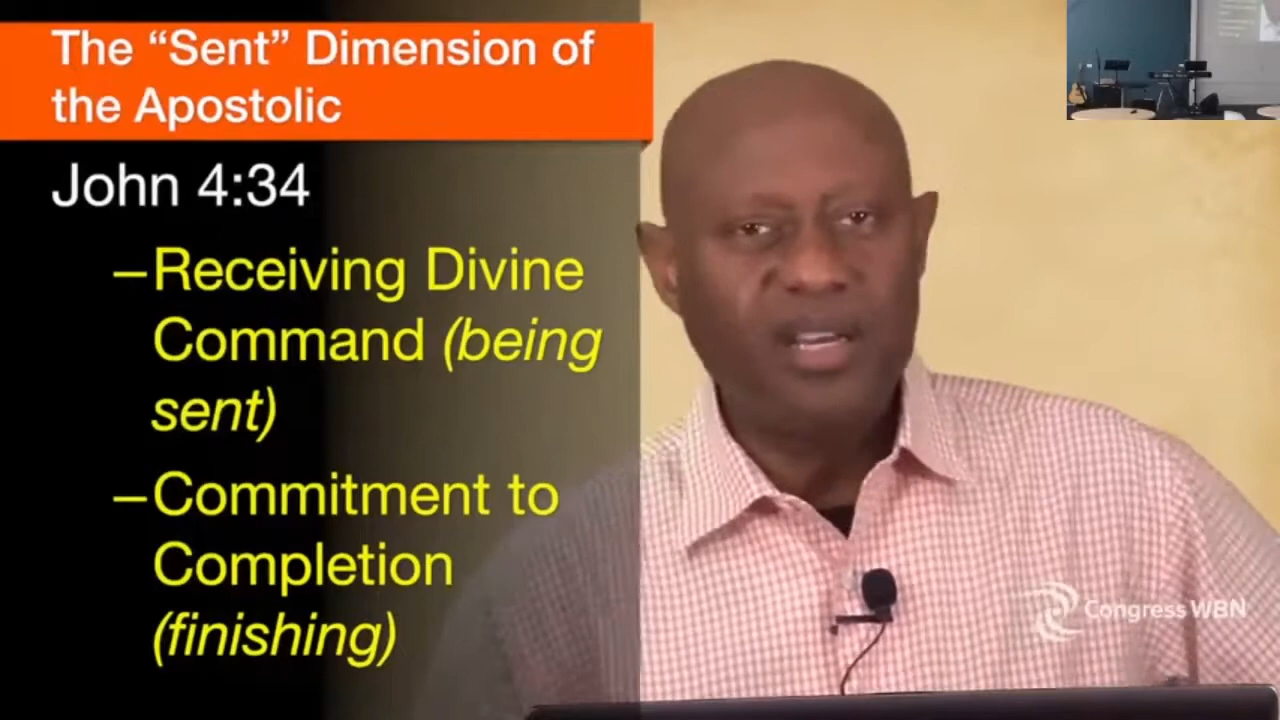 The “Sent” Dimension of
the Apostolic
John 4:34
–Receiving Divine
Command (being
sent)
–Commitment to
Completion
(finishing)
Congress WBN